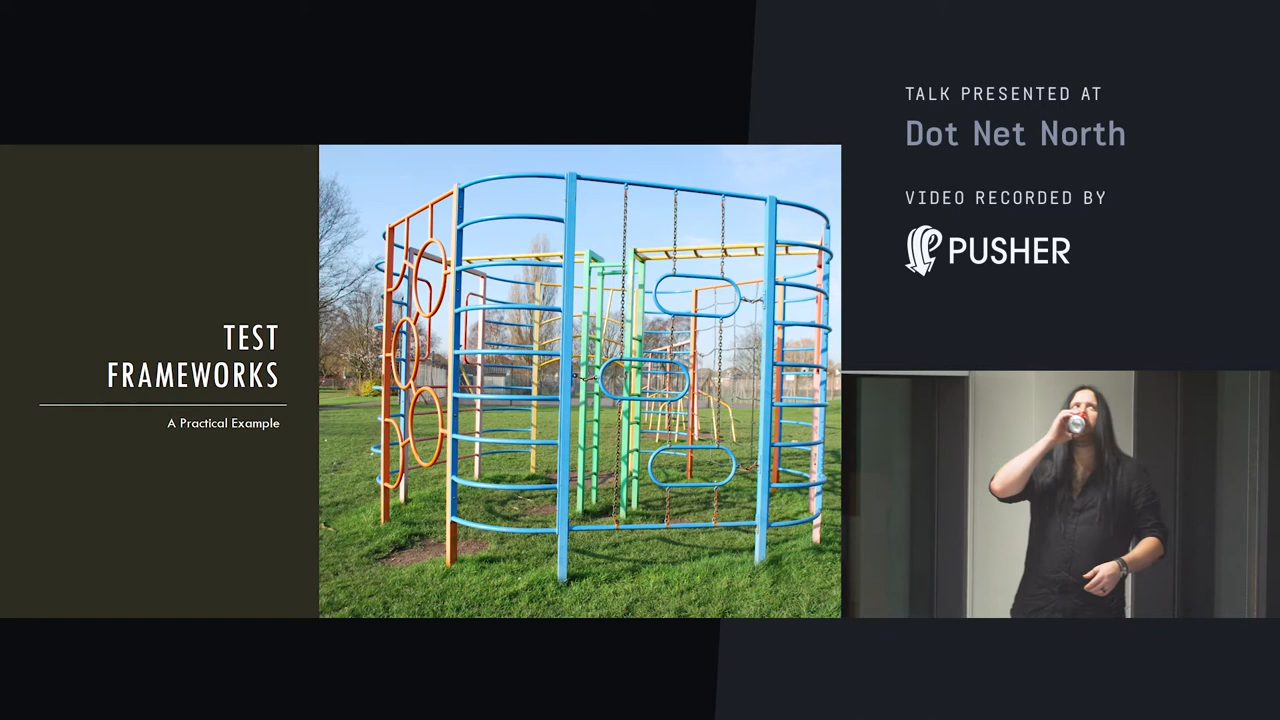 TEST
FRAMEWORKS
A Practical Example
TALK PRESENTED AT
Dot Net North
VIDEO RECORDED BY
PUSHER